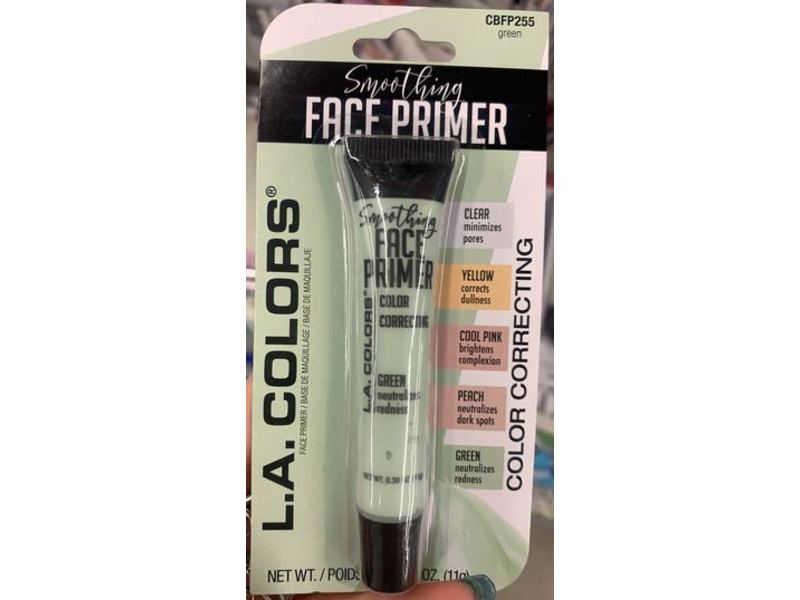 CBFP255
green
Smoothing
FACE PRIMER
L.A. COLORS®
FACE PRIMER / BASE DE MAQUILLAGE / BASE DE MAQUILLAJE
Smoothing
FACE
PRIMER
COLOR
CORRECTING
L.A. COLORS®
GREEN
neutralizes
redness
CLEAR
minimizes
pores
YELLOW
corrects
dullness
COOL PINK
brightens
complexion
PEACH
neutralizes
dark spots
GREEN
neutralizes
redness
COLOR CORRECTING
NET WT. / POIDS OZ. (11g)